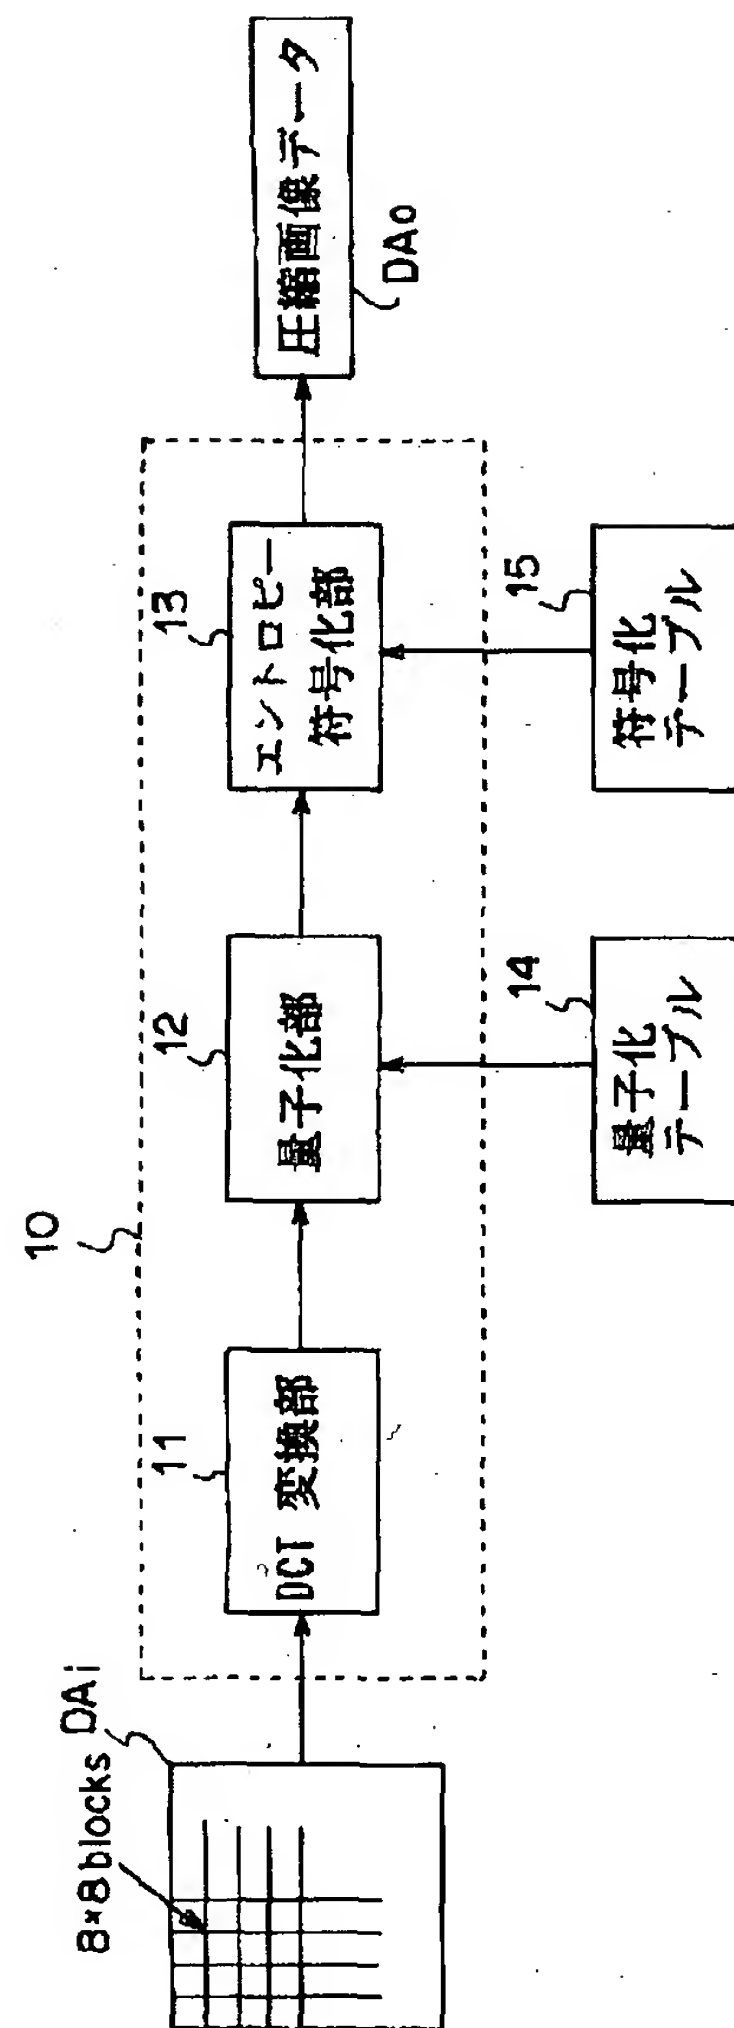 8×8blocks
DAi
10
11
DCT 変換部
12
量子化部
13
エントロピー
符号化部
圧縮画像データ
DAo
14
量子化
テーブル
15
符号化
テーブル